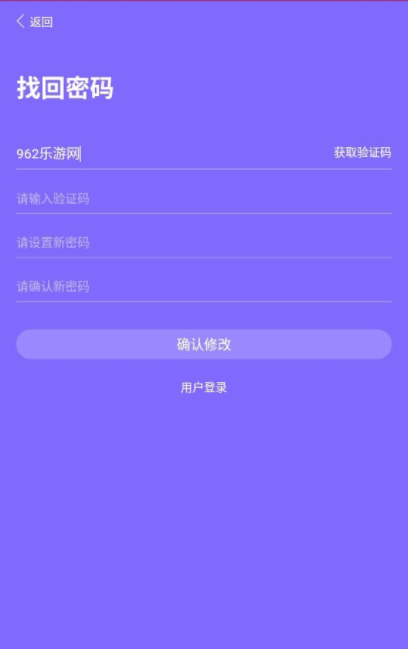 返回
找回密码
962乐游网 获取验证码
请输入验证码
请设置新密码
请确认新密码
确认修改
用户登录